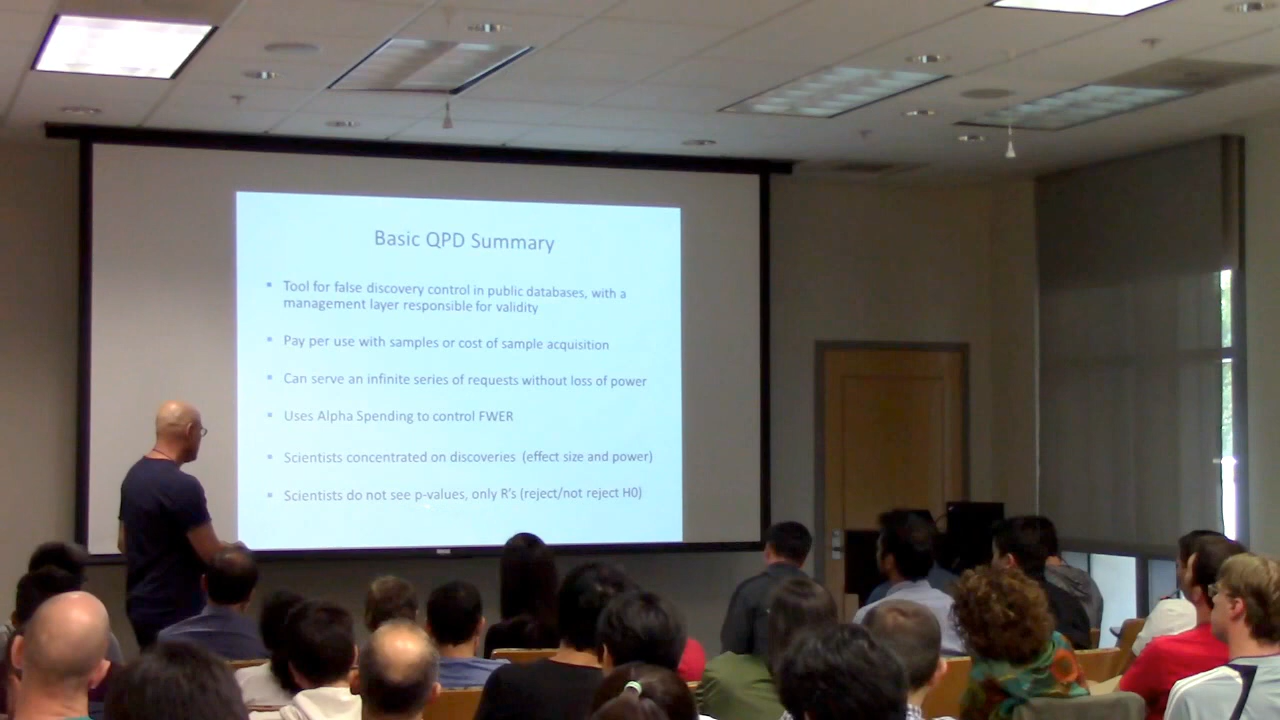 Basic QPD Summary
▪ Tool for false discovery control in public databases, with a
management layer responsible for validity
▪ Pay per use with samples or cost of sample acquisition
▪ Can serve an infinite series of requests without loss of power
▪ Uses Alpha Spending to control FWER
▪ Scientists concentrated on discoveries (effect size and power)
▪ Scientists do not see p-values, only R's (reject/not reject H0)